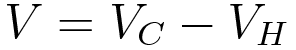 V = V_C − V_H